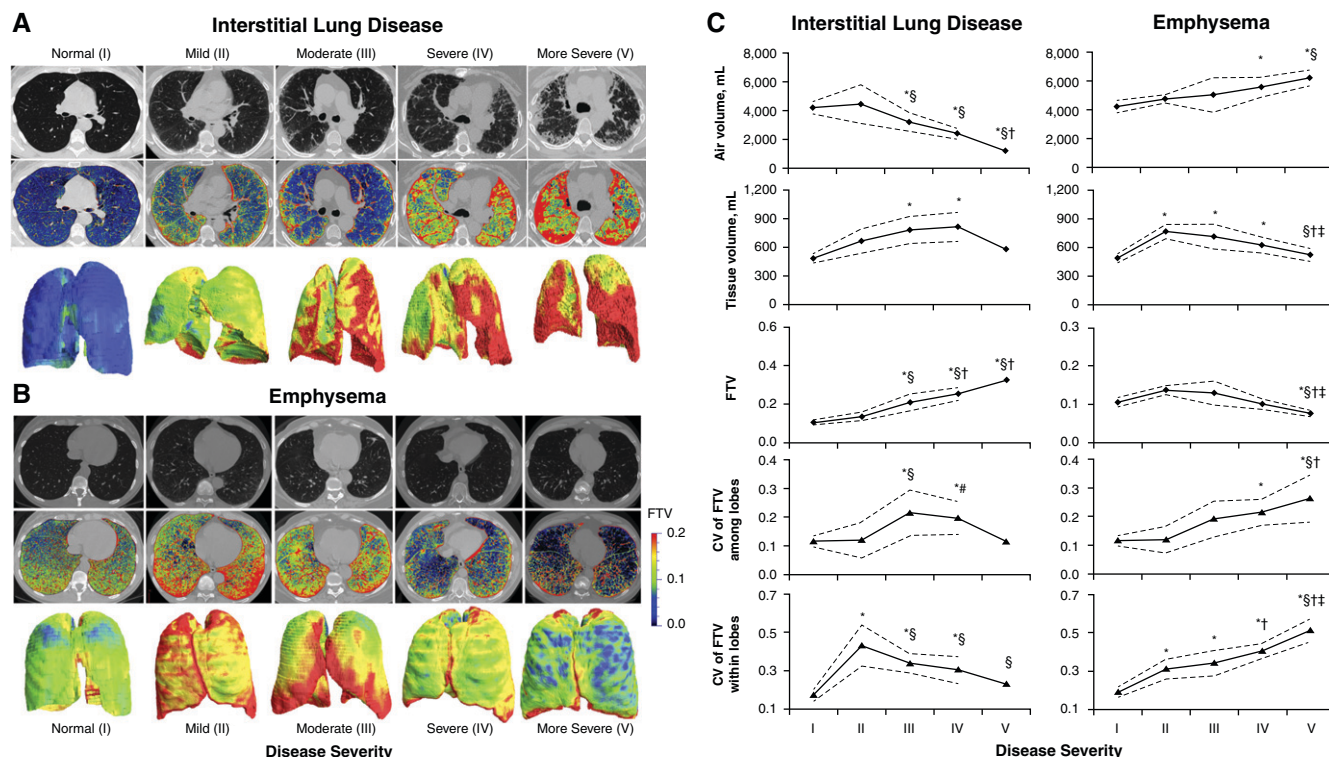 A
Interstitial Lung Disease
Normal (I)
Mild (II)
Moderate (III)
Severe (IV)
More Severe (V)
B
Emphysema
FTV
0.2
0.1
0.0
Normal (I)
Mild (II)
Moderate (III)
Severe (IV)
More Severe (V)
Disease Severity
C
Interstitial Lung Disease
Emphysema
Air volume, mL
8,000
6,000
4,000
2,000
0
*§
*§
*§†
8,000
6,000
4,000
2,000
0
*
*§
Tissue volume, mL
1,200
900
600
300
0
*
*
1,200
900
600
300
0
*
*
*
§†‡
FTV
0.6
0.4
0.2
0.0
*§
*§†
*§†
0.3
0.2
0.1
0.0
*§†‡
CV of FTV
among lobes
0.4
0.3
0.2
0.1
0.0
*§
*#
0.4
0.3
0.2
0.1
0.0
*
*§†
CV of FTV
within lobes
0.7
0.5
0.3
0.1
*
*§
*§
§
0.7
0.5
0.3
0.1
*
*
*†
*§†‡
I
II
III
IV
V
I
II
III
IV
V
Disease Severity